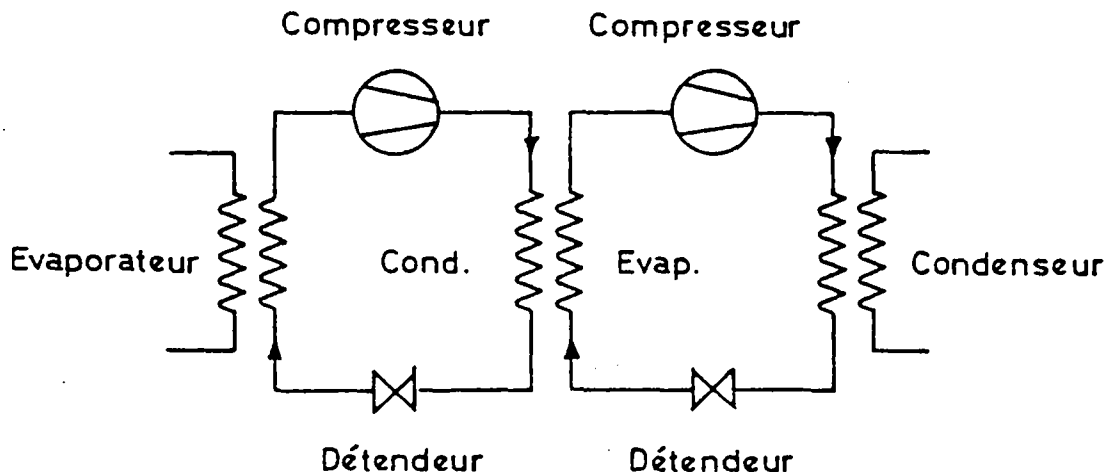 Compresseur Compresseur
Evaporateur Cond. Evap. Condenseur
Détendeur Détendeur